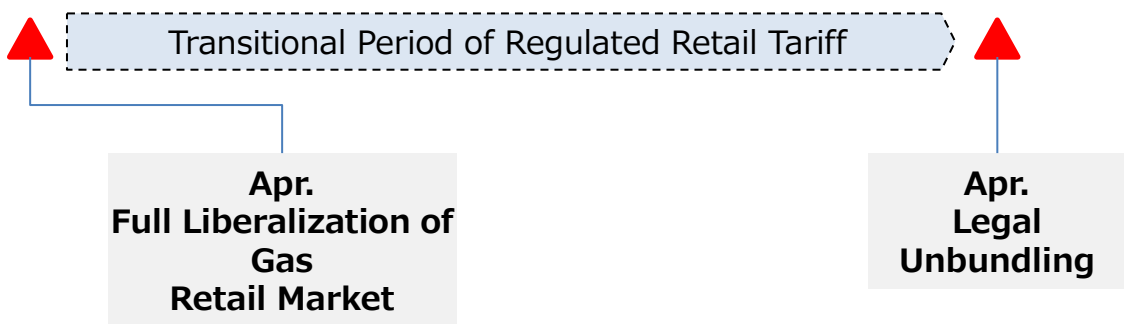 Transitional Period of Regulated Retail Tariff
Apr.
Full Liberalization of
Gas
Retail Market
Apr.
Legal
Unbundling